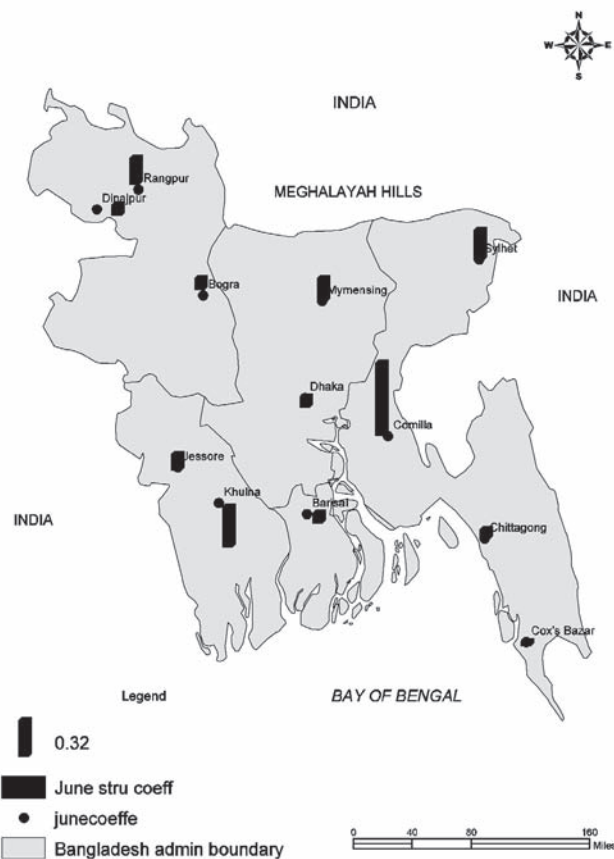 N
W E
S
INDIA
Rangpur
Dinajpur
MEGHALAYAH HILLS
Sylhet
INDIA
Bogra
Mymensing
Dhaka
Comilla
Jessore
Khulna
Barisal
INDIA
Chittagong
Cox's Bazar
Legend
BAY OF BENGAL
0.32
June stru coeff
junecoeffe
Bangladesh admin boundary
0 40 80 160
Miles